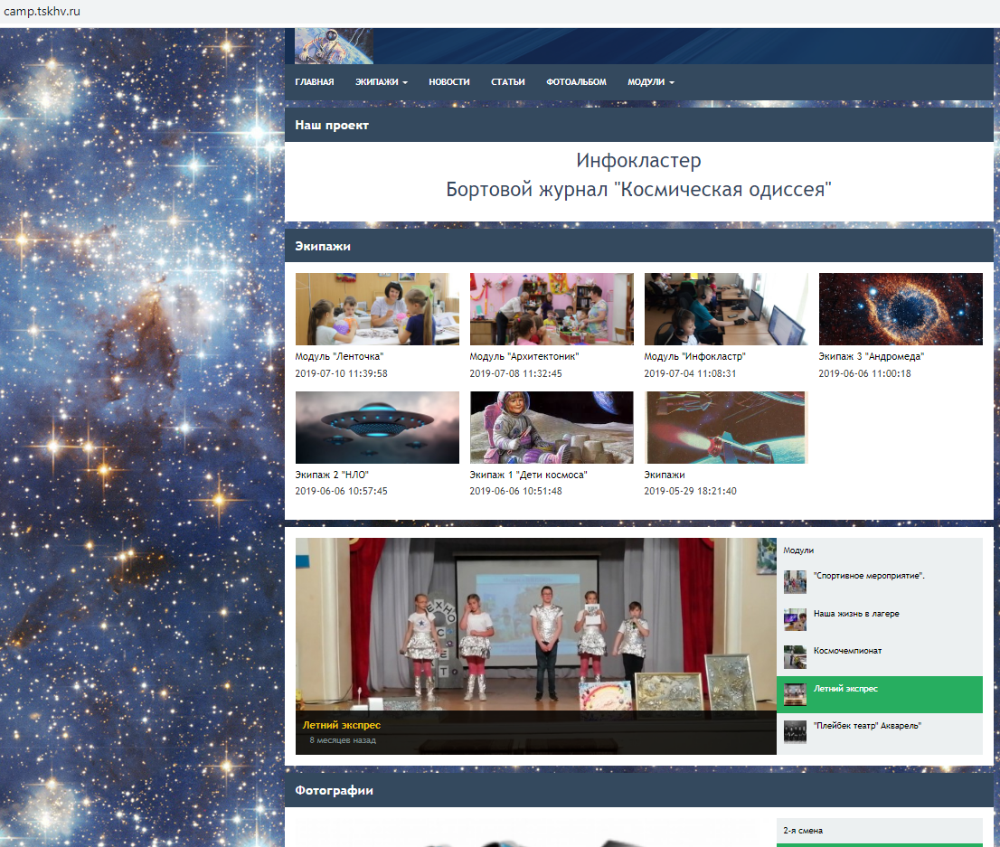 camp.tskhv.ru
ГЛАВНАЯ ЭКИПАЖИ НОВОСТИ СТАТЬИ ФОТОАЛЬБОМ МОДУЛИ
Наш проект
Инфокластер
Бортовой журнал "Космическая одиссея"
Экипажи
Модуль "Ленточка" Модуль "Архитектоник" Модуль "Инфокластр" Экипаж 3 "Андромеда"
2019-07-10 11:39:58 2019-07-08 11:32:45 2019-07-04 11:08:31 2019-06-06 11:00:18
Экипаж 2 "НЛО" Экипаж 1 "Дети космоса" Экипажи
2019-06-06 10:57:45 2019-06-06 10:51:48 2019-05-29 18:21:40
Летний экспрес
8 месяцев назад
Модули
"Спортивное мероприятие".
Наша жизнь в лагере
Космочемпионат
Летний экспрес
"Плейбек театр" Акварель"
Фотографии
2-я смена